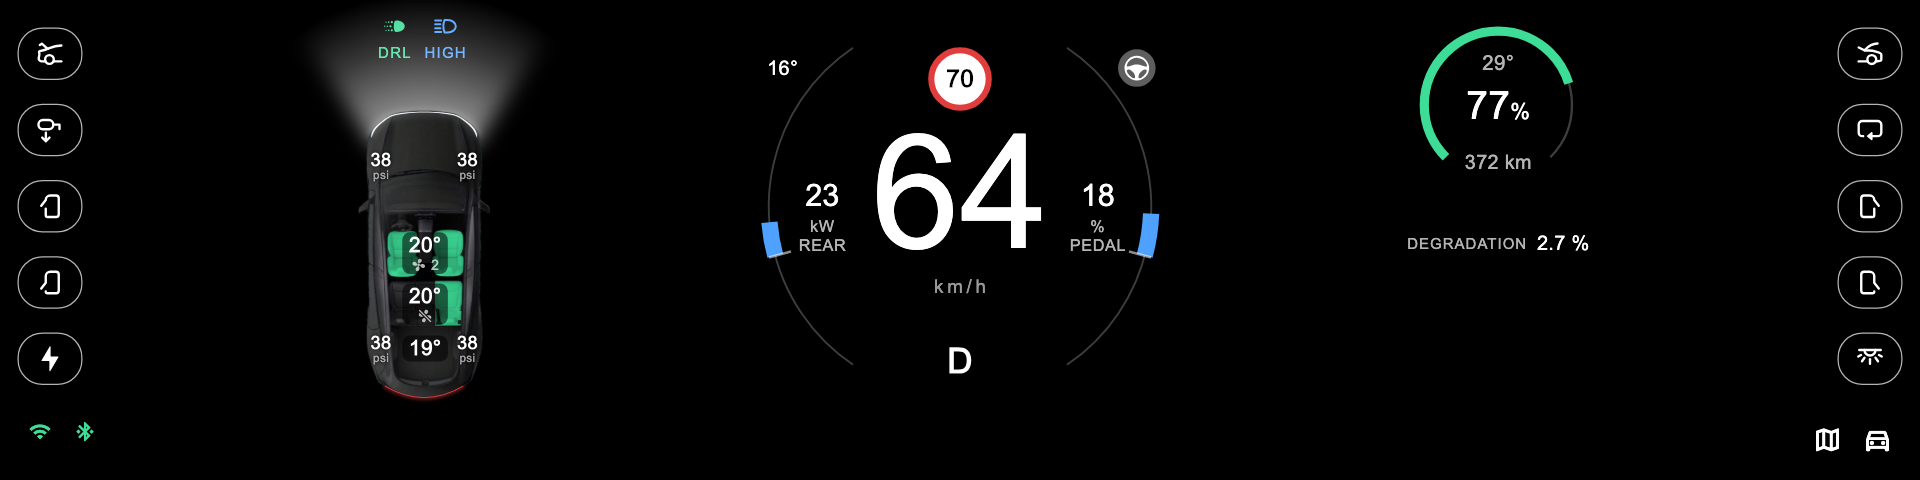 DRL HIGH
38 psi
38 psi
20°
2
20°
38 psi
19°
38 psi
16°
70
64
km/h
23
kW
REAR
18
%
PEDAL
D
29°
77%
372 km
DEGRADATION 2.7 %